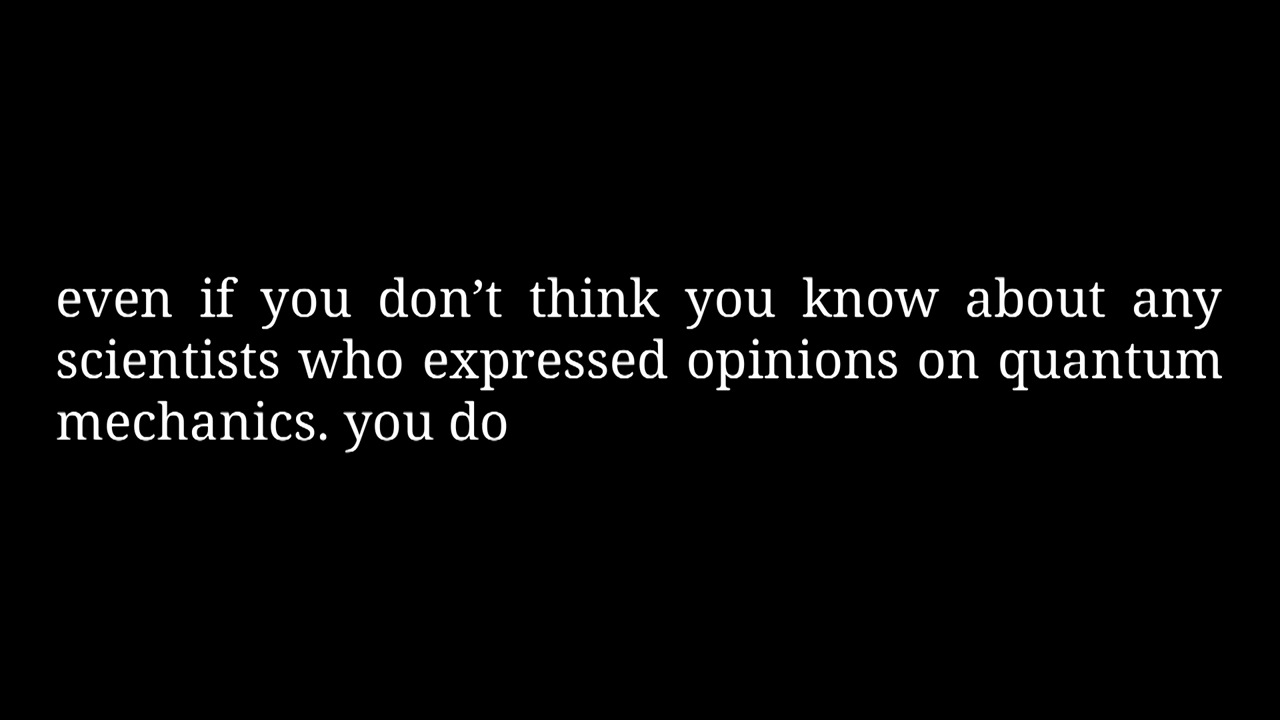 even if you don’t think you know about any
scientists who expressed opinions on quantum
mechanics. you do